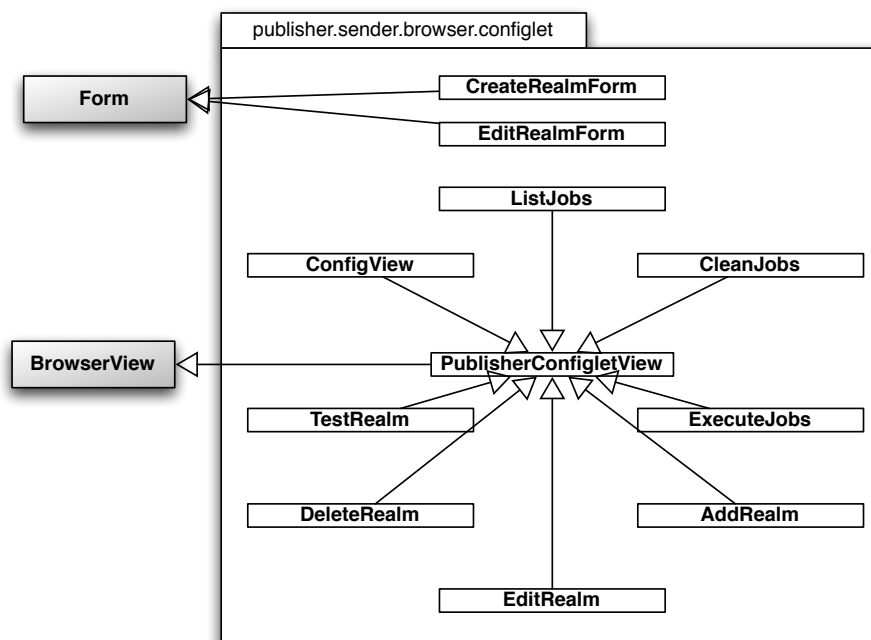 publisher.sender.browser.configlet
Form
CreateRealmForm
EditRealmForm
ListJobs
ConfigView
CleanJobs
BrowserView
PublisherConfigletView
TestRealm
ExecuteJobs
DeleteRealm
AddRealm
EditRealm